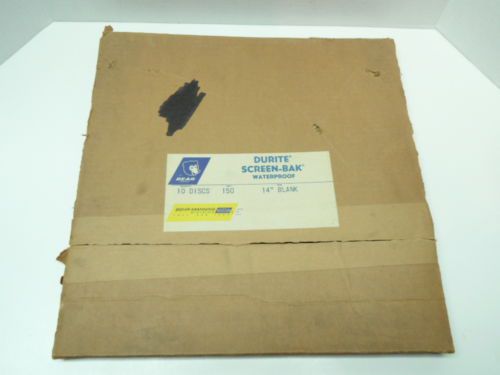 DURITE®
SCREEN-BAK®
WATERPROOF
BEAR
10 DISCS 150 14" BLANK